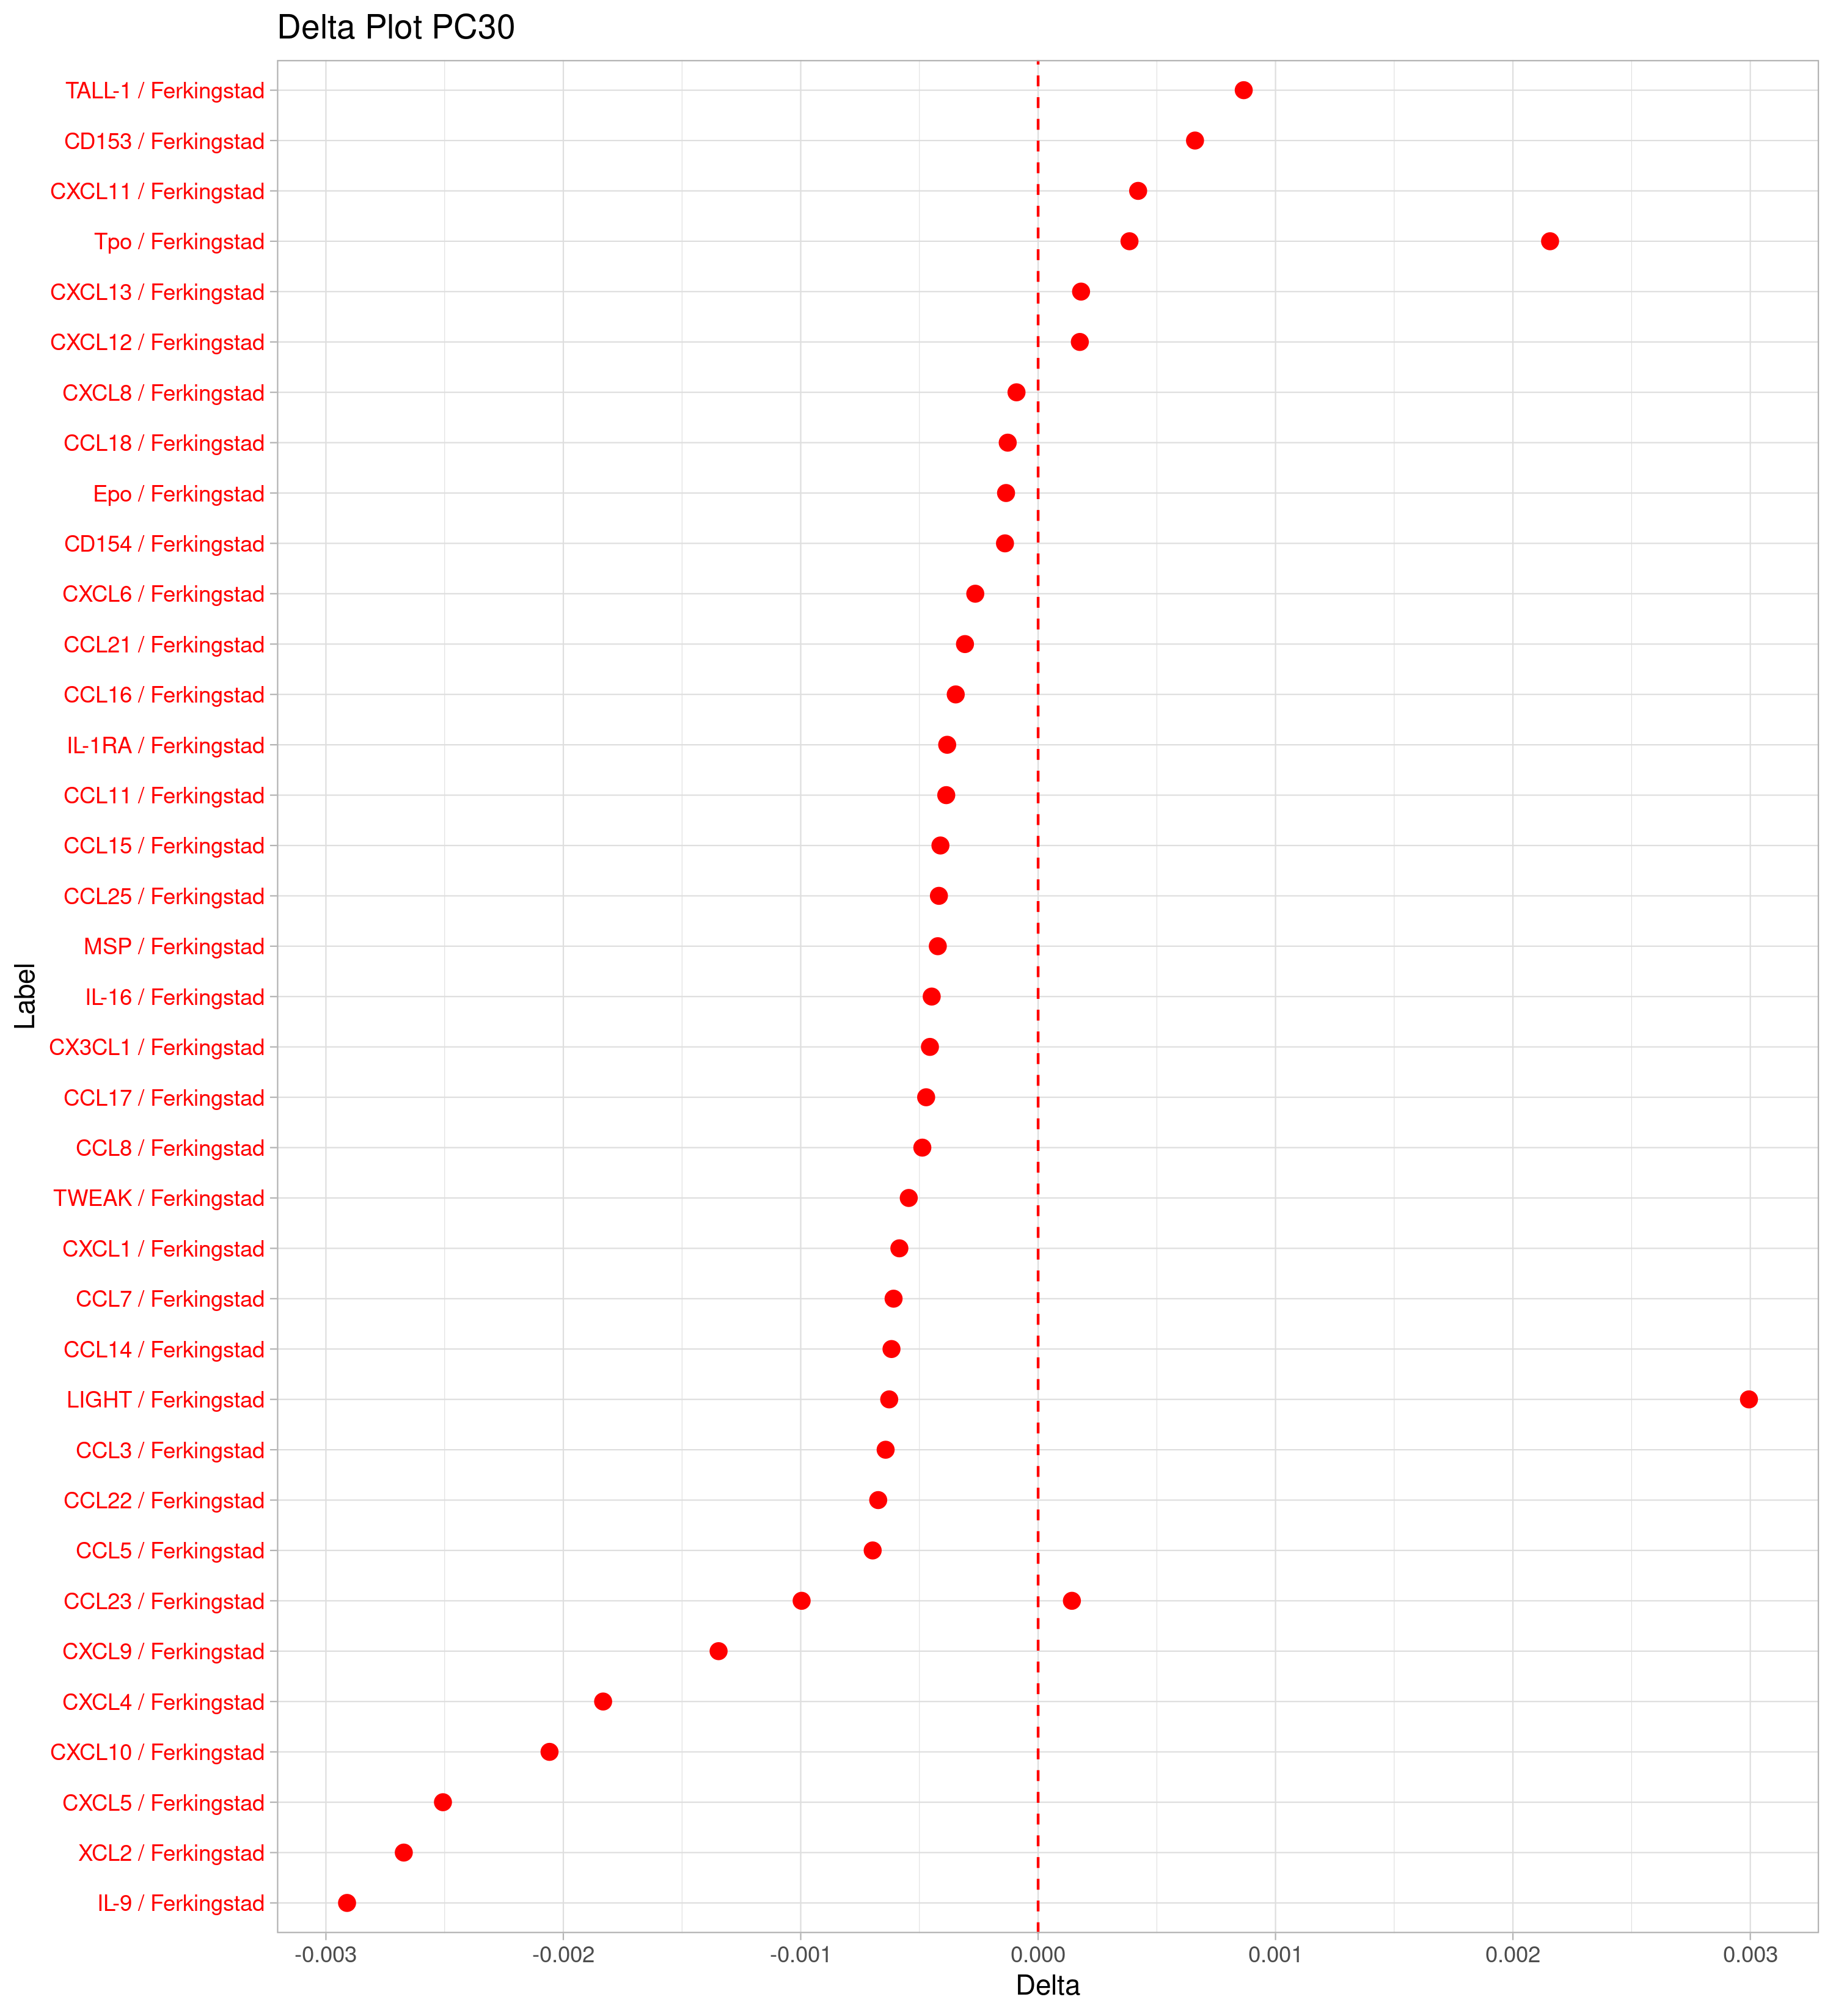 Delta Plot PC30
TALL-1 / Ferkingstad
CD153 / Ferkingstad
CXCL11 / Ferkingstad
Tpo / Ferkingstad
CXCL13 / Ferkingstad
CXCL12 / Ferkingstad
CXCL8 / Ferkingstad
CCL18 / Ferkingstad
Epo / Ferkingstad
CD154 / Ferkingstad
CXCL6 / Ferkingstad
CCL21 / Ferkingstad
CCL16 / Ferkingstad
IL-1RA / Ferkingstad
CCL11 / Ferkingstad
CCL15 / Ferkingstad
CCL25 / Ferkingstad
MSP / Ferkingstad
IL-16 / Ferkingstad
CX3CL1 / Ferkingstad
CCL17 / Ferkingstad
CCL8 / Ferkingstad
TWEAK / Ferkingstad
CXCL1 / Ferkingstad
CCL7 / Ferkingstad
CCL14 / Ferkingstad
LIGHT / Ferkingstad
CCL3 / Ferkingstad
CCL22 / Ferkingstad
CCL5 / Ferkingstad
CCL23 / Ferkingstad
CXCL9 / Ferkingstad
CXCL4 / Ferkingstad
CXCL10 / Ferkingstad
CXCL5 / Ferkingstad
XCL2 / Ferkingstad
IL-9 / Ferkingstad
Label
-0.003 -0.002 -0.001 0.000 0.001 0.002 0.003
Delta